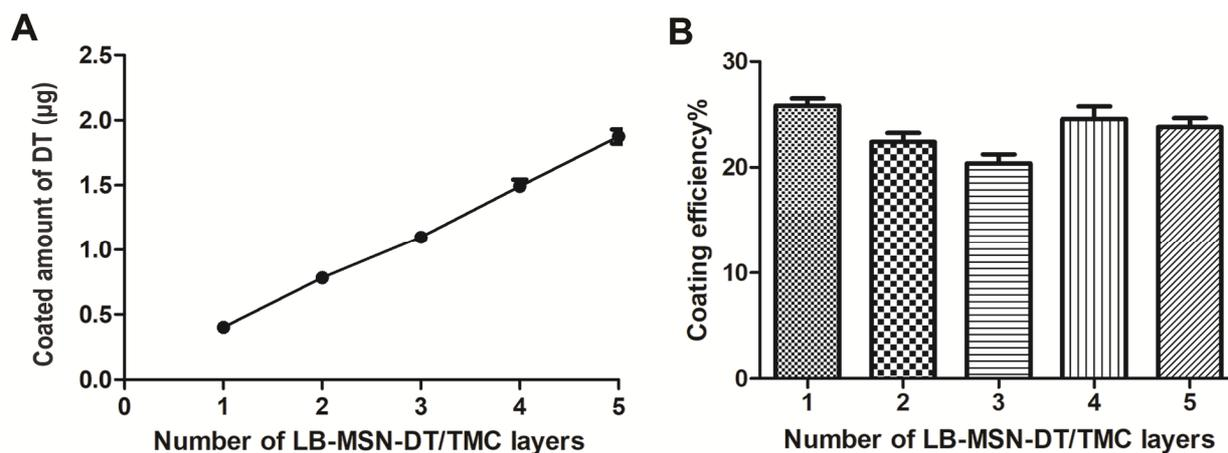 A
Coated amount of DT (µg)
2.5
2.0
1.5
1.0
0.5
0.0
0 1 2 3 4 5
Number of LB-MSN-DT/TMC layers
B
Coating efficiency%
30
20
10
0
1 2 3 4 5
Number of LB-MSN-DT/TMC layers